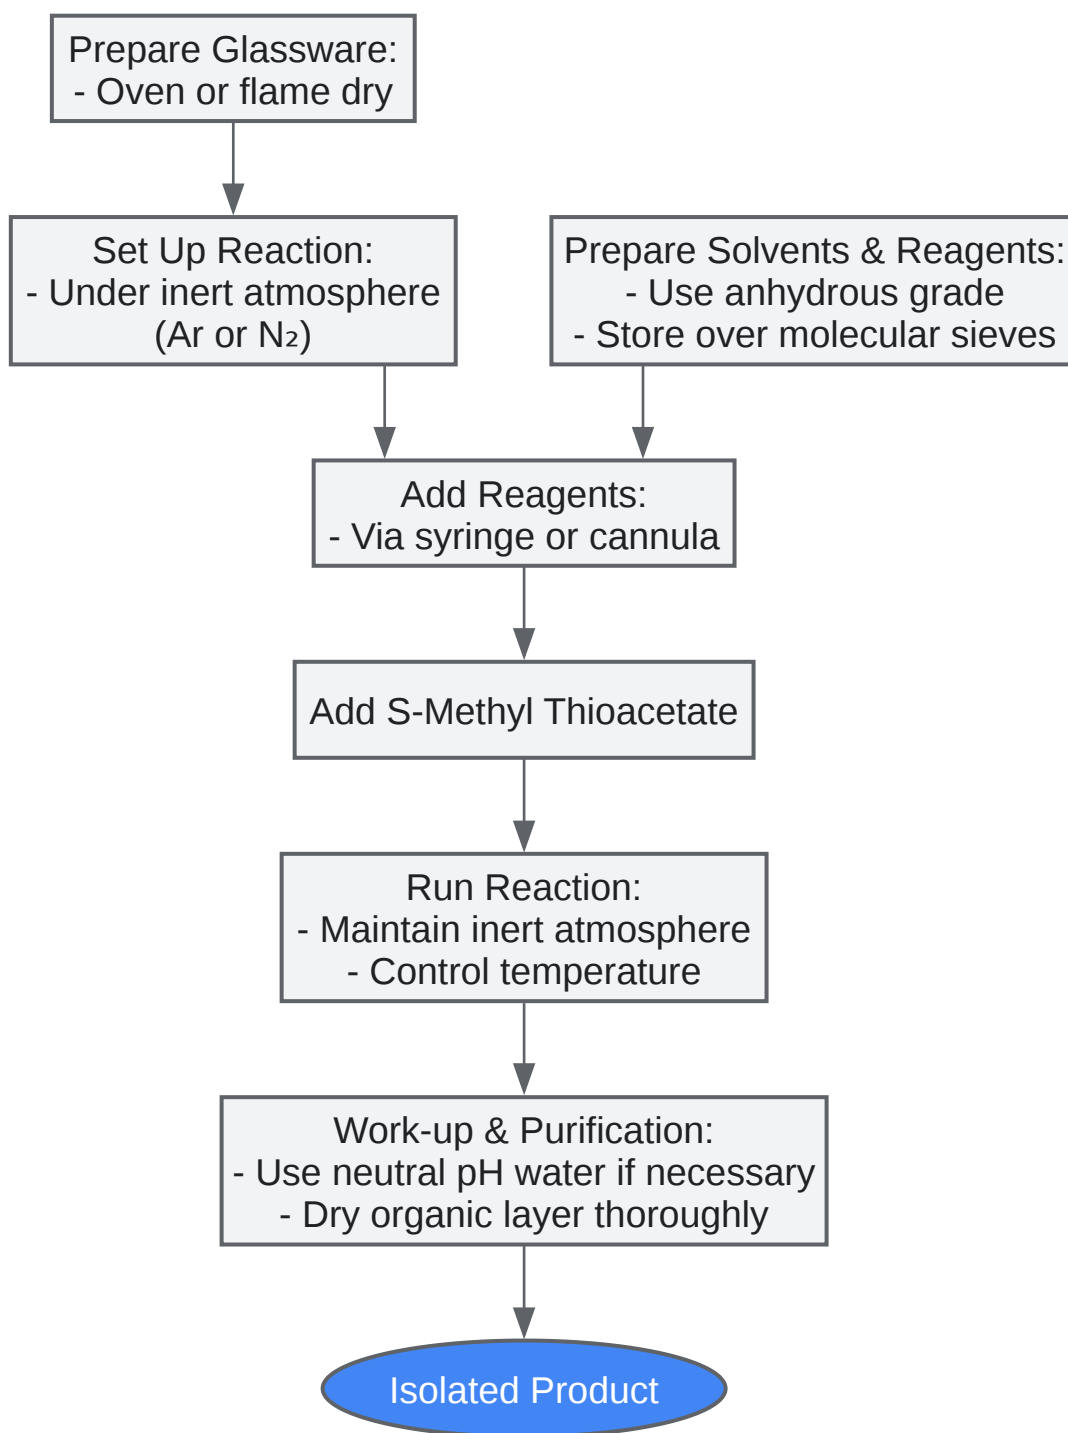 Prepare Glassware:
- Oven or flame dry
Set Up Reaction:
- Under inert atmosphere
(Ar or N₂)
Prepare Solvents & Reagents:
- Use anhydrous grade
- Store over molecular sieves
Add Reagents:
- Via syringe or cannula
Add S-Methyl Thioacetate
Run Reaction:
- Maintain inert atmosphere
- Control temperature
Work-up & Purification:
- Use neutral pH water if necessary
- Dry organic layer thoroughly
Isolated Product